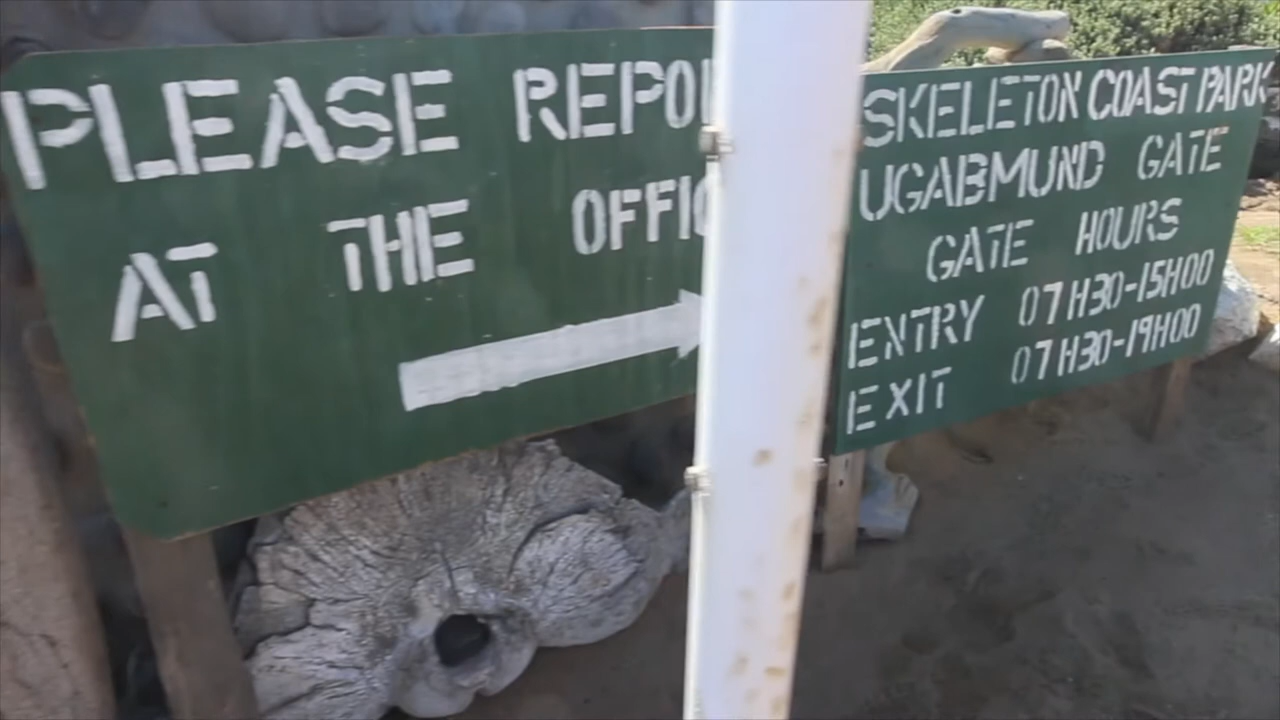 PLEASE REPO
AT THE OFFIC
SKELETON COAST PARK
UGABMUND GATE
GATE HOURS
ENTRY 07H30-15H00
EXIT 07H30-19H00